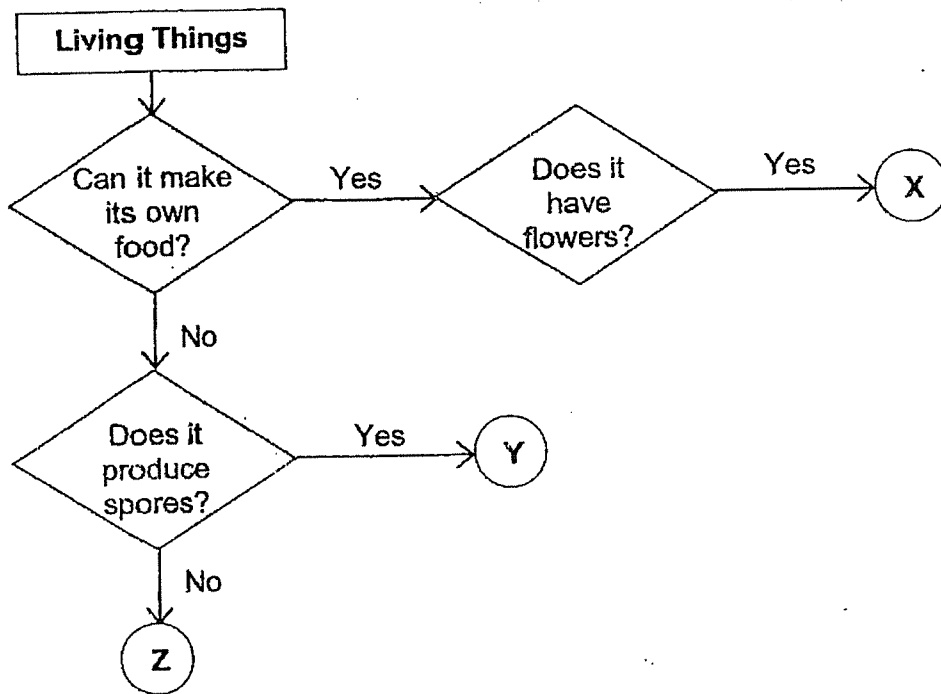 Living Things
Can it make
its own
food?
Yes
Does it
have
flowers?
Yes
X
No
Does it
produce
spores?
Yes
Y
No
Z